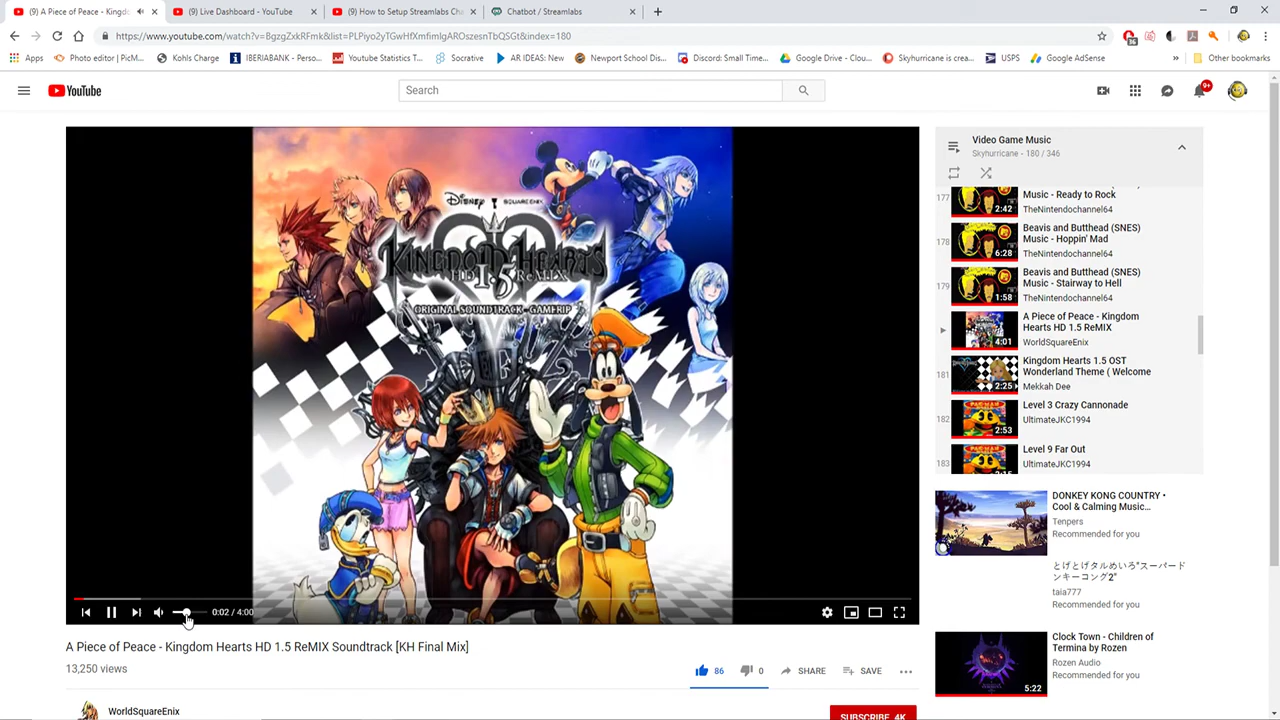 (9) A Piece of Peace - Kingdo
(9) Live Dashboard - YouTube
(9) How to Setup Streamlabs Che
Chatbot / Streamlabs
https://www.youtube.com/watch?v=8gzgZxkRFmk&list=PLPiyo2yTGwHfXmfimIgAROszesnTbQSGt&index=180
36
Apps
Photo editor | PicM...
Kohls Charge
IBERIABANK - Perso...
Youtube Statistics T...
Socrative
AR IDEAS: New
Newport School Dis...
Discord: Small Time...
Google Drive - Clou...
Skyhurricane is crea...
USPS
Google AdSense
»
Other bookmarks
YouTube
Search
9+
Disney
SQUARE ENIX
KINGDOM HEARTS
HD 1.5 ReMIX
ORIGINAL SOUNDTRACK - GAMERIP
0:02 / 4:00
A Piece of Peace - Kingdom Hearts HD 1.5 ReMIX Soundtrack [KH Final Mix]
13,250 views
86
0
SHARE
SAVE
WorldSquareEnix
SUBSCRIBE 4K
Video Game Music
Skyhurricane - 180 / 346
177
2:42
Music - Ready to Rock
TheNintendochannel64
178
6:28
Beavis and Butthead (SNES)
Music - Hoppin' Mad
TheNintendochannel64
179
1:58
Beavis and Butthead (SNES)
Music - Stairway to Hell
TheNintendochannel64
4:01
A Piece of Peace - Kingdom
Hearts HD 1.5 ReMIX
WorldSquareEnix
181
2:25
Kingdom Hearts 1.5 OST
Wonderland Theme ( Welcome
Mekkah Dee
182
2:53
Level 3 Crazy Cannonade
UltimateJKC1994
183
Level 9 Far Out
UltimateJKC1994
DONKEY KONG COUNTRY •
Cool & Calming Music...
Tenpers
Recommended for you
とげとげタルめいろ"スーパード
ンキーコング2"
taia777
Recommended for you
5:22
Clock Town - Children of
Termina by Rozen
Rozen Audio
Recommended for you